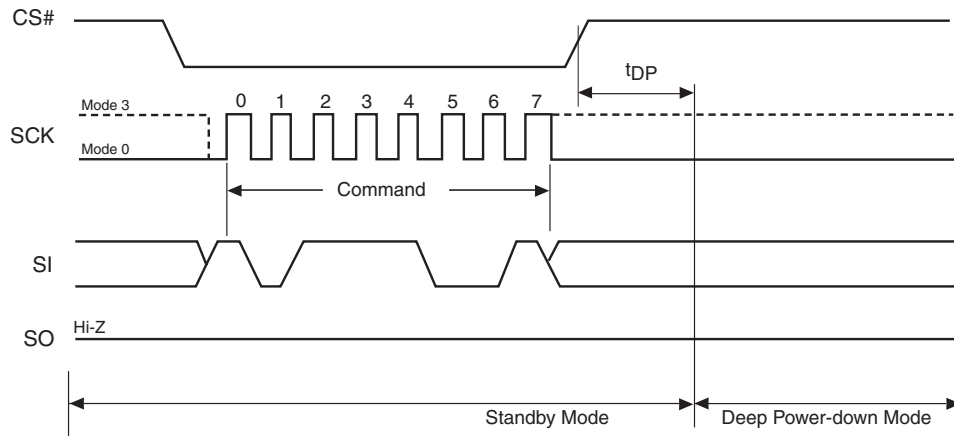 CS#
tDP
Mode 3
0 1 2 3 4 5 6 7
SCK
Mode 0
Command
SI
Hi-Z
SO
Standby Mode
Deep Power-down Mode